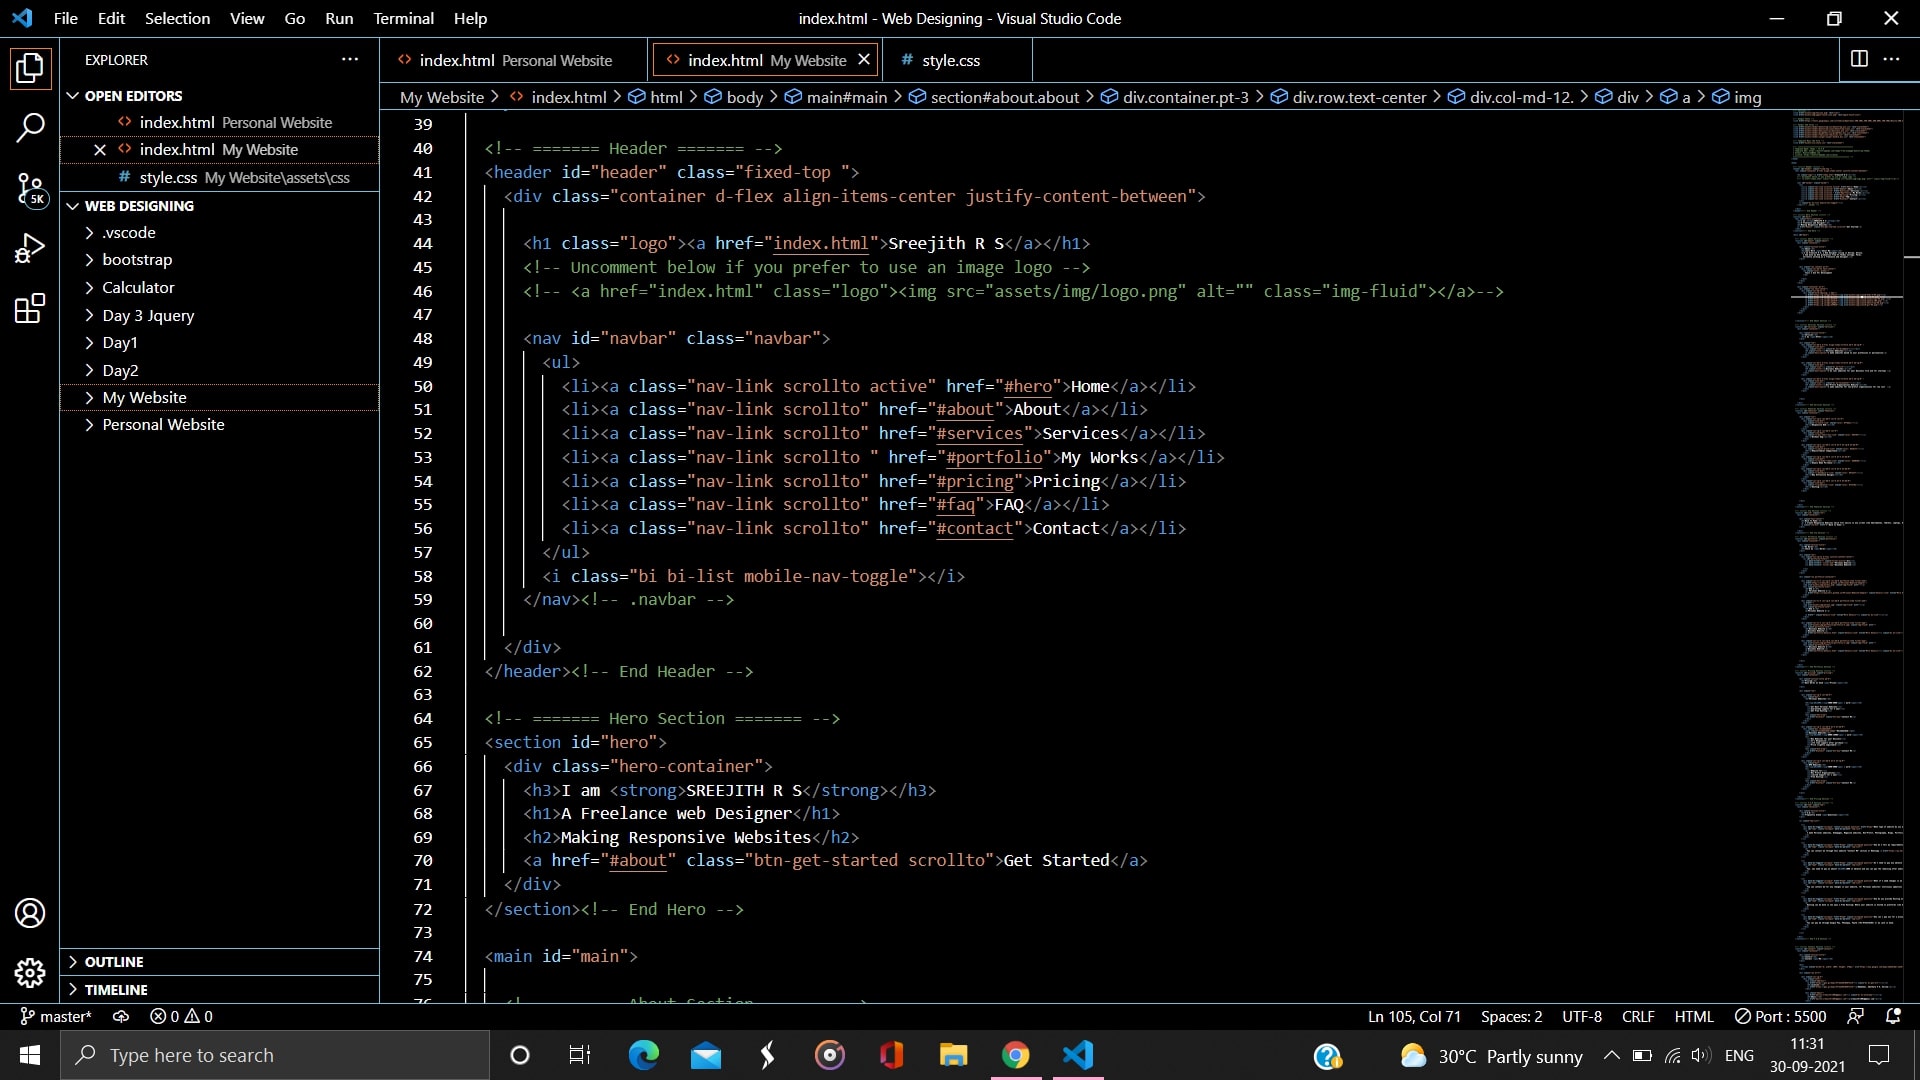 File Edit Selection View Go Run Terminal Help
index.html - Web Designing - Visual Studio Code
EXPLORER
OPEN EDITORS
index.html Personal Website
index.html My Website
style.css My Website\assets\css
5K
WEB DESIGNING
.vscode
bootstrap
Calculator
Day 3 Jquery
Day1
Day2
My Website
Personal Website
OUTLINE
TIMELINE
index.html Personal Website
index.html My Website
# style.css
My Website > index.html > html > body > main#main > section#about.about > div.container.pt-3 > div.row.text-center > div.col-md-12. > div > a > img
39
40 <!-- ======= Header ======= -->
41 <header id="header" class="fixed-top ">
42 <div class="container d-flex align-items-center justify-content-between">
43
44 <h1 class="logo"><a href="index.html">Sreejith R S</a></h1>
45 <!-- Uncomment below if you prefer to use an image logo -->
46 <!-- <a href="index.html" class="logo"><img src="assets/img/logo.png" alt="" class="img-fluid"></a>-->
47
48 <nav id="navbar" class="navbar">
49 <ul>
50 <li><a class="nav-link scrollto active" href="#hero">Home</a></li>
51 <li><a class="nav-link scrollto" href="#about">About</a></li>
52 <li><a class="nav-link scrollto" href="#services">Services</a></li>
53 <li><a class="nav-link scrollto " href="#portfolio">My Works</a></li>
54 <li><a class="nav-link scrollto" href="#pricing">Pricing</a></li>
55 <li><a class="nav-link scrollto" href="#faq">FAQ</a></li>
56 <li><a class="nav-link scrollto" href="#contact">Contact</a></li>
57 </ul>
58 <i class="bi bi-list mobile-nav-toggle"></i>
59 </nav><!-- .navbar -->
60
61 </div>
62 </header><!-- End Header -->
63
64 <!-- ======= Hero Section ======= -->
65 <section id="hero">
66 <div class="hero-container">
67 <h3>I am <strong>SREEJITH R S</strong></h3>
68 <h1>A Freelance web Designer</h1>
69 <h2>Making Responsive Websites</h2>
70 <a href="#about" class="btn-get-started scrollto">Get Started</a>
71 </div>
72 </section><!-- End Hero -->
73
74 <main id="main">
75
76 About Section
master* 0 0
Ln 105, Col 71 Spaces: 2 UTF-8 CRLF HTML Port : 5500
Type here to search
30°C Partly sunny
ENG
11:31
30-09-2021